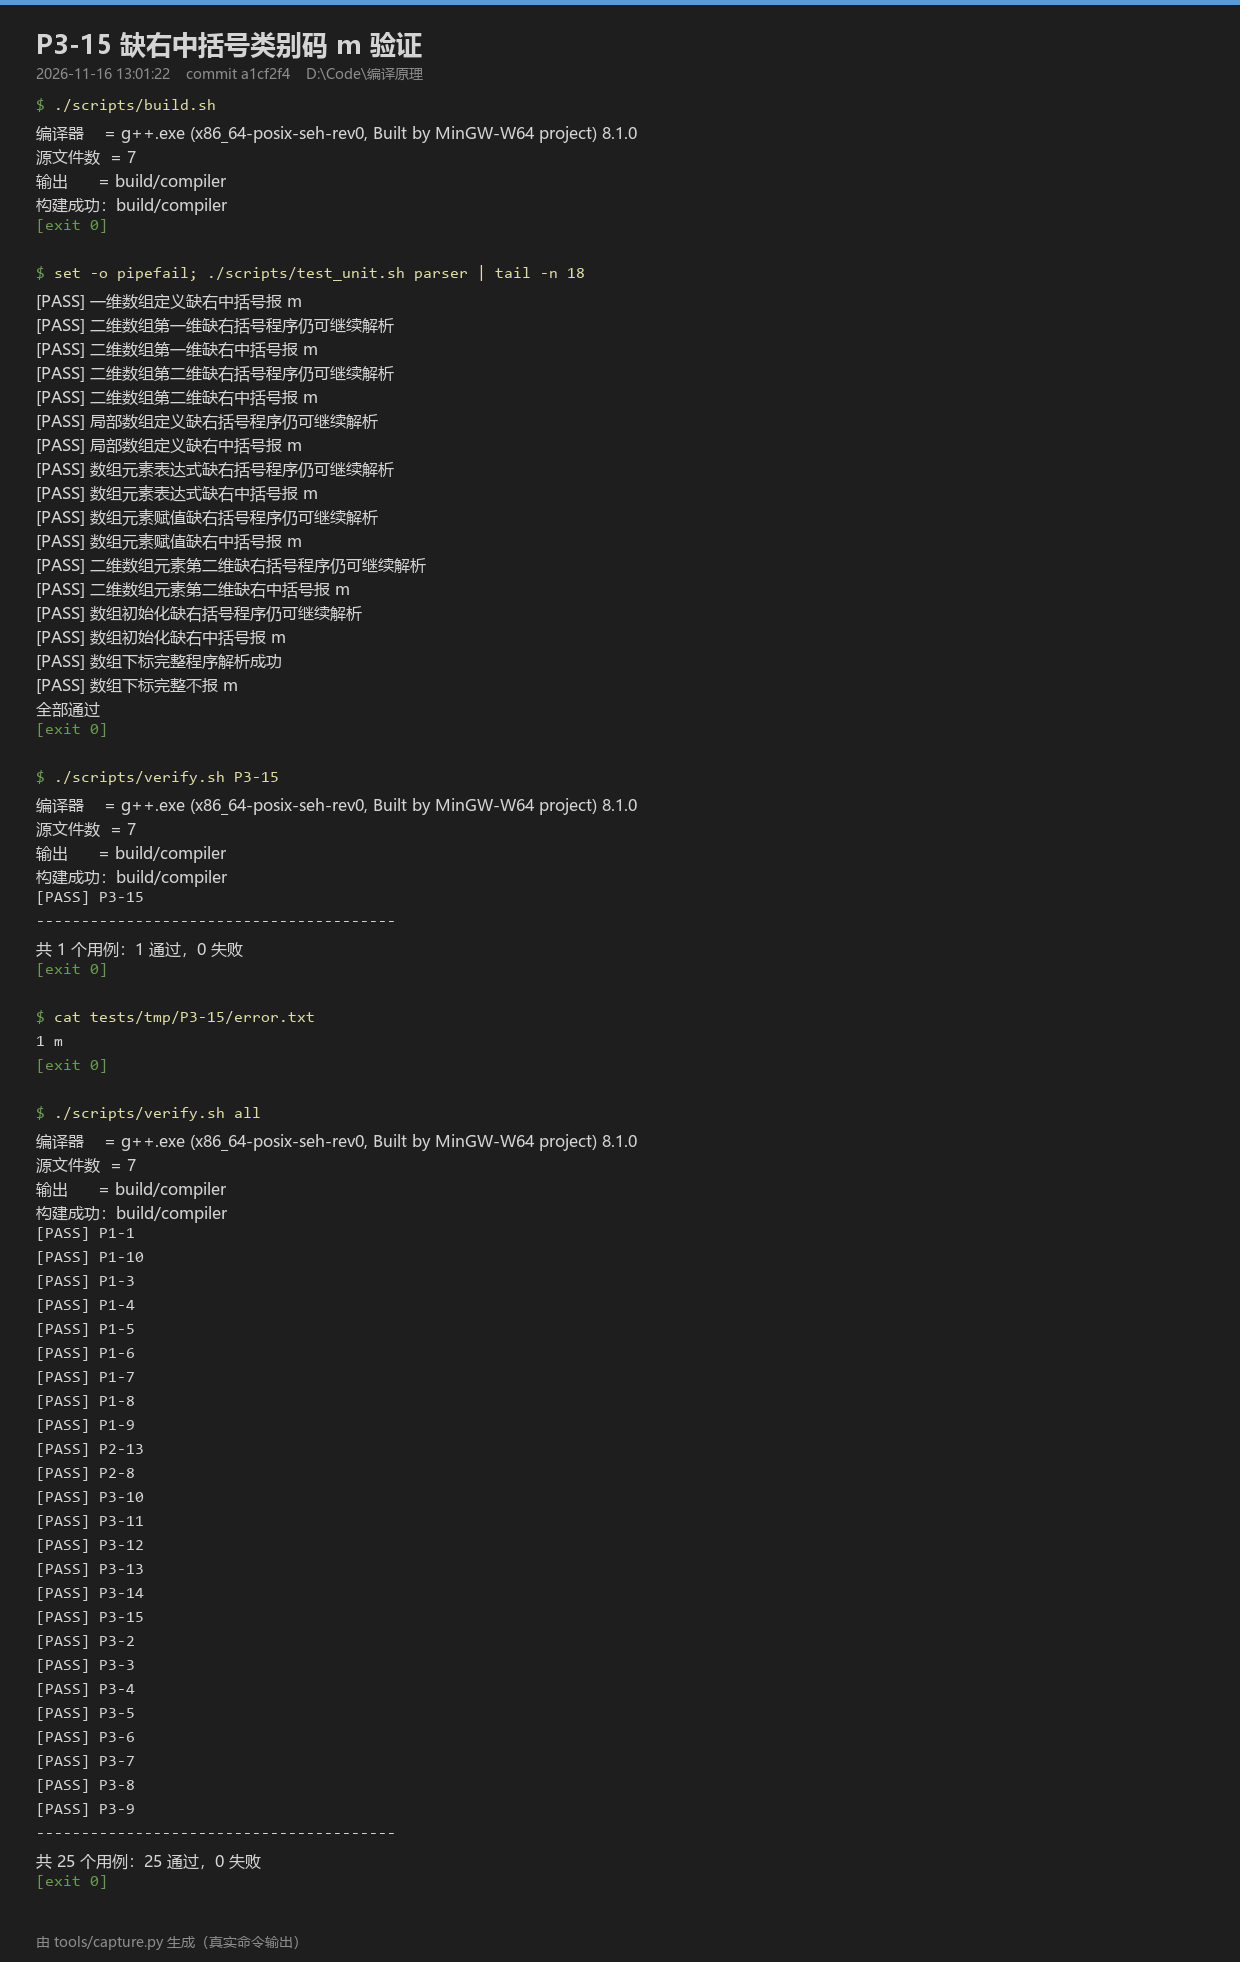 P3-15 缺右中括号类别码 m 验证
2026-11-16 13:01:22 commit a1cf2f4 D:\Code\编译原理
$ ./scripts/build.sh
编译器 = g++.exe (x86_64-posix-seh-rev0, Built by MinGW-W64 project) 8.1.0
源文件数 = 7
输出 = build/compiler
构建成功：build/compiler
[exit 0]
$ set -o pipefail; ./scripts/test_unit.sh parser | tail -n 18
[PASS] 一维数组定义缺右中括号报 m
[PASS] 二维数组第一维缺右括号程序仍可继续解析
[PASS] 二维数组第一维缺右中括号报 m
[PASS] 二维数组第二维缺右括号程序仍可继续解析
[PASS] 二维数组第二维缺右中括号报 m
[PASS] 局部数组定义缺右括号程序仍可继续解析
[PASS] 局部数组定义缺右中括号报 m
[PASS] 数组元素表达式缺右括号程序仍可继续解析
[PASS] 数组元素表达式缺右中括号报 m
[PASS] 数组元素赋值缺右括号程序仍可继续解析
[PASS] 数组元素赋值缺右中括号报 m
[PASS] 二维数组元素第二维缺右括号程序仍可继续解析
[PASS] 二维数组元素第二维缺右中括号报 m
[PASS] 数组初始化缺右括号程序仍可继续解析
[PASS] 数组初始化缺右中括号报 m
[PASS] 数组下标完整程序解析成功
[PASS] 数组下标完整不报 m
全部通过
[exit 0]
$ ./scripts/verify.sh P3-15
编译器 = g++.exe (x86_64-posix-seh-rev0, Built by MinGW-W64 project) 8.1.0
源文件数 = 7
输出 = build/compiler
构建成功：build/compiler
[PASS] P3-15
----------------------------------------
共 1 个用例：1 通过，0 失败
[exit 0]
$ cat tests/tmp/P3-15/error.txt
1 m
[exit 0]
$ ./scripts/verify.sh all
编译器 = g++.exe (x86_64-posix-seh-rev0, Built by MinGW-W64 project) 8.1.0
源文件数 = 7
输出 = build/compiler
构建成功：build/compiler
[PASS] P1-1
[PASS] P1-10
[PASS] P1-3
[PASS] P1-4
[PASS] P1-5
[PASS] P1-6
[PASS] P1-7
[PASS] P1-8
[PASS] P1-9
[PASS] P2-13
[PASS] P2-8
[PASS] P3-10
[PASS] P3-11
[PASS] P3-12
[PASS] P3-13
[PASS] P3-14
[PASS] P3-15
[PASS] P3-2
[PASS] P3-3
[PASS] P3-4
[PASS] P3-5
[PASS] P3-6
[PASS] P3-7
[PASS] P3-8
[PASS] P3-9
----------------------------------------
共 25 个用例：25 通过，0 失败
[exit 0]
由 tools/capture.py 生成（真实命令输出）